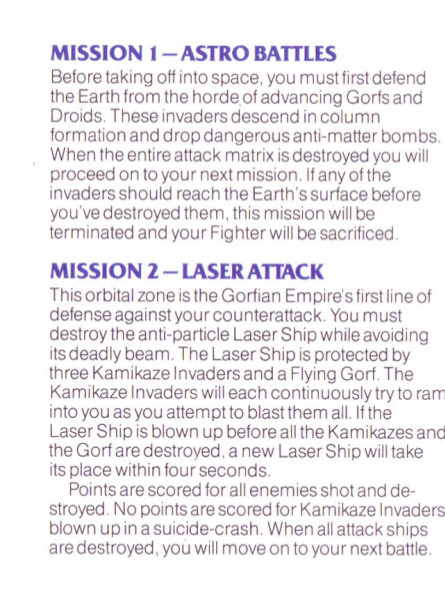 MISSION 1 – ASTRO BATTLES
Before taking off into space, you must first defend
the Earth from the horde of advancing Gorfs and
Droids. These invaders descend in column
formation and drop dangerous anti-matter bombs.
When the entire attack matrix is destroyed you will
proceed on to your next mission. If any of the
invaders should reach the Earth's surface before
you've destroyed them, this mission will be
terminated and your Fighter will be sacrificed.
MISSION 2 – LASER ATTACK
This orbital zone is the Gorfian Empire's first line of
defense against your counterattack. You must
destroy the anti-particle Laser Ship while avoiding
its deadly beam. The Laser Ship is protected by
three Kamikaze Invaders and a Flying Gorf. The
Kamikaze Invaders will each continuously try to ram
into you as you attempt to blast them all. If the
Laser Ship is blown up before all the Kamikazes and
the Gorf are destroyed, a new Laser Ship will take
its place within four seconds.
Points are scored for all enemies shot and de-
stroyed. No points are scored for Kamikaze Invaders
blown up in a suicide-crash. When all attack ships
are destroyed, you will move on to your next battle.